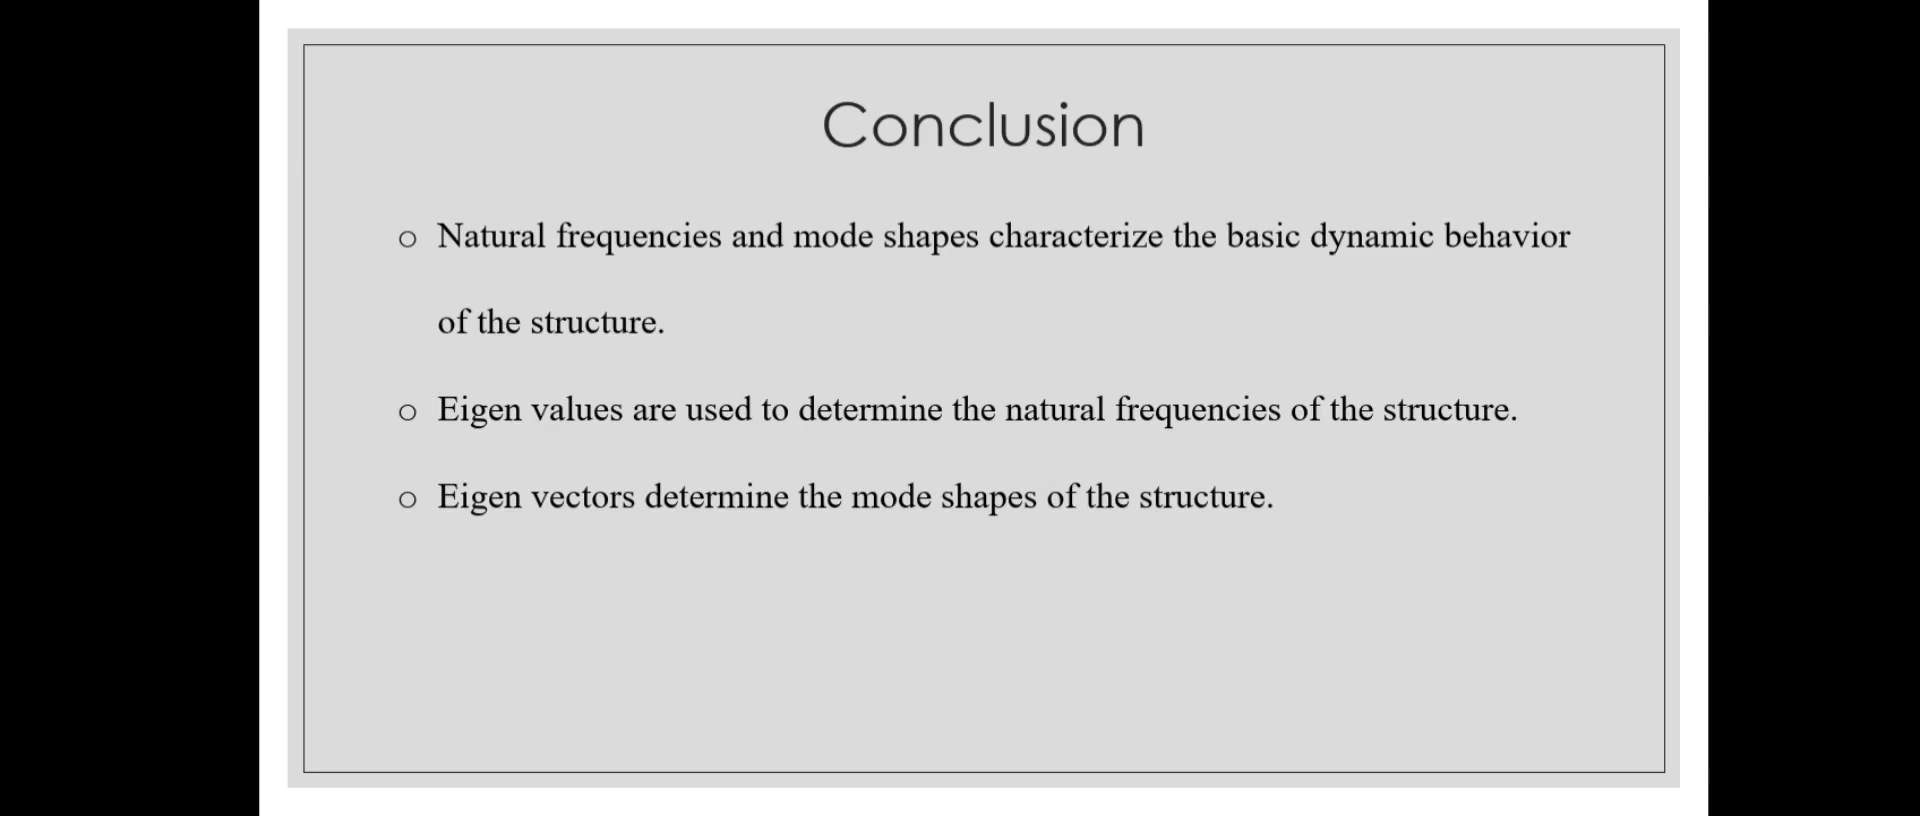 Conclusion
○ Natural frequencies and mode shapes characterize the basic dynamic behavior
of the structure.
○ Eigen values are used to determine the natural frequencies of the structure.
○ Eigen vectors determine the mode shapes of the structure.